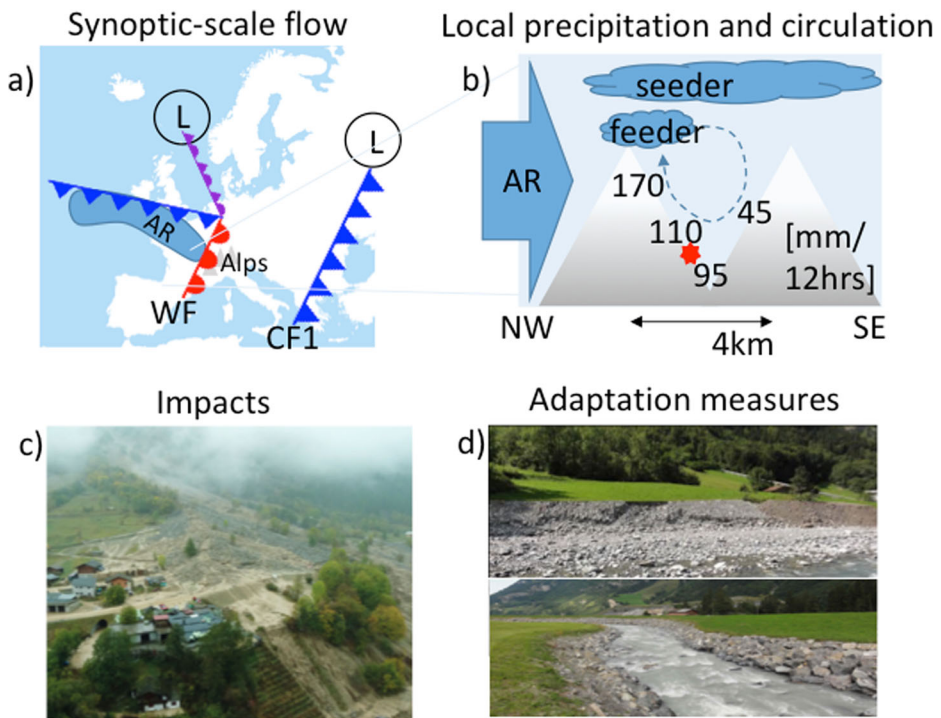 Synoptic-scale flow
a)
L
L
AR
Alps
WF
CF1
Local precipitation and circulation
b)
seeder
feeder
AR
170
45
110
[mm/
95
12hrs]
NW
SE
4km
Impacts
c)
Adaptation measures
d)